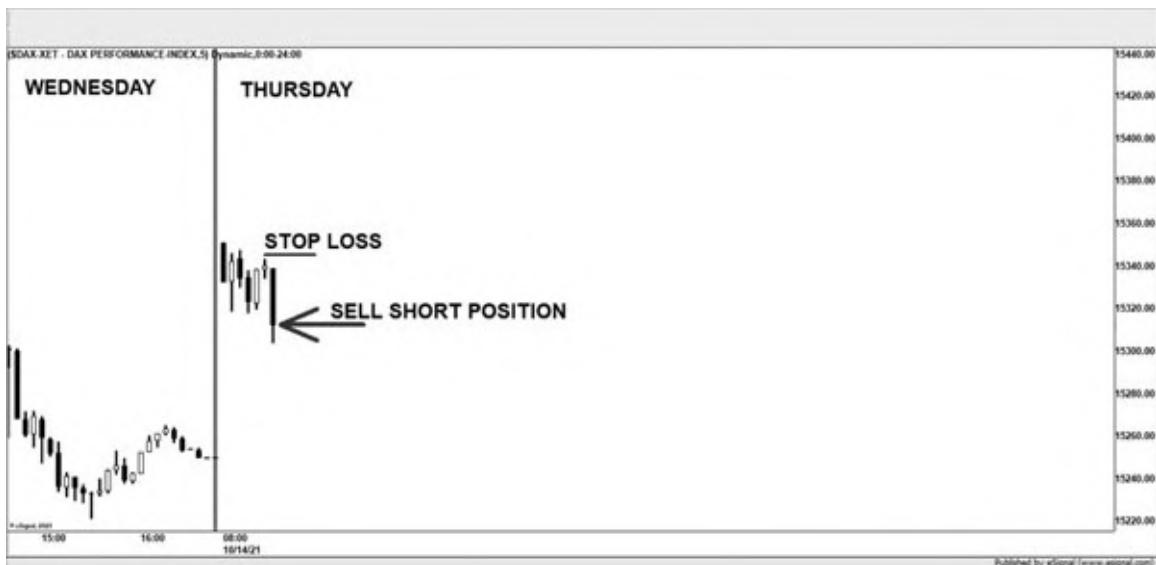 ($DAX-XET - DAX PERFORMANCE-INDEX,5) Dynamic,0:00-24:00
WEDNESDAY
THURSDAY
STOP LOSS
SELL SHORT POSITION
15440.00
15420.00
15400.00
15380.00
15360.00
15340.00
15320.00
15300.00
15280.00
15260.00
15240.00
15220.00
© eSignal, 2021
15:00 16:00 08:00
10/14/21
Published by eSignal (www.esignal.com)